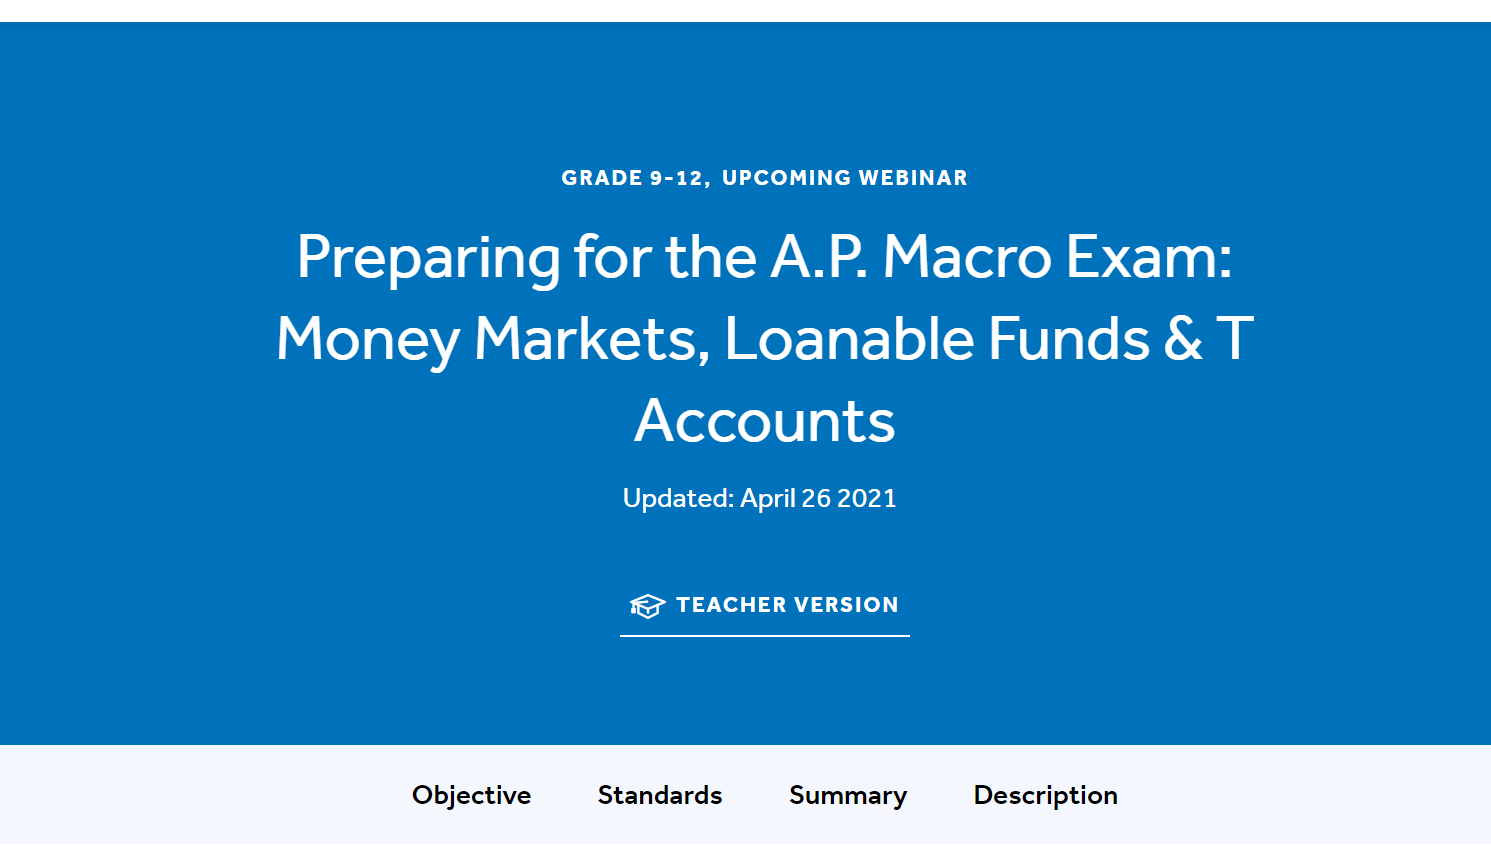 GRADE 9-12, UPCOMING WEBINAR
Preparing for the A.P. Macro Exam:
Money Markets, Loanable Funds & T
Accounts
Updated: April 26 2021
TEACHER VERSION
Objective Standards Summary Description